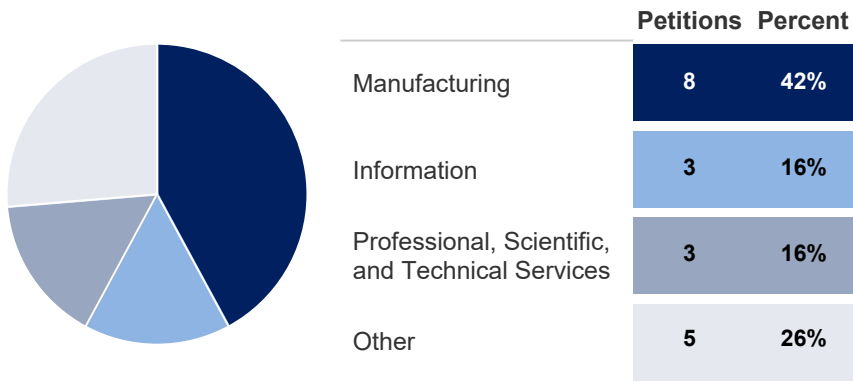 Petitions Percent
Manufacturing 8 42%
Information 3 16%
Professional, Scientific,
and Technical Services 3 16%
Other 5 26%